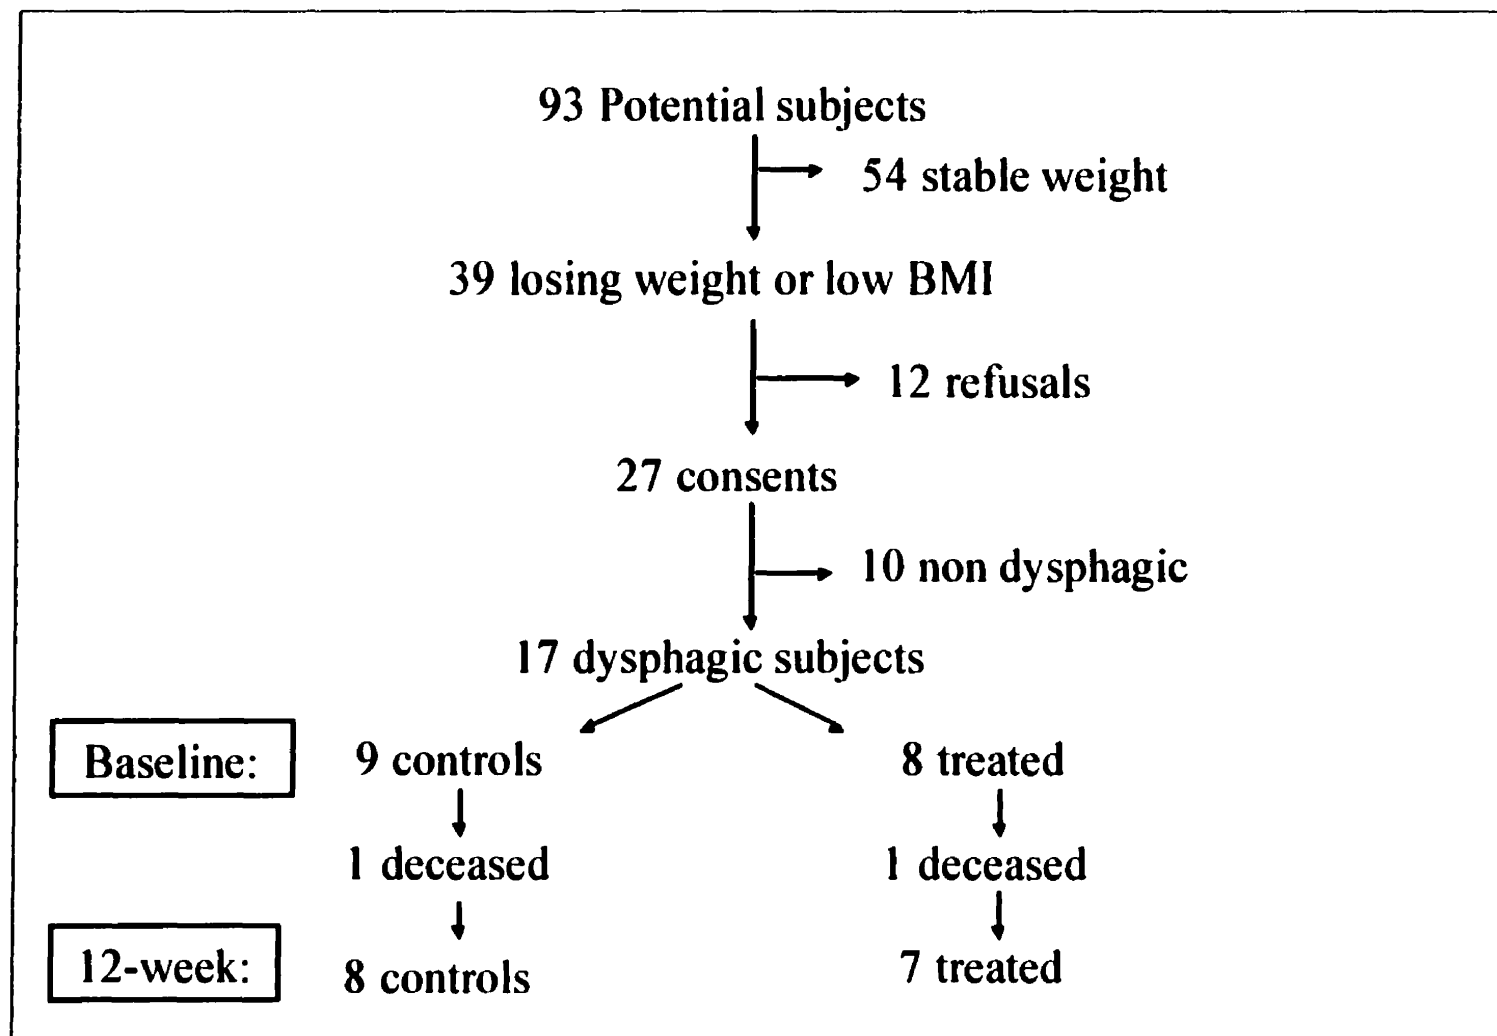 93 Potential subjects
54 stable weight
39 losing weight or low BMI
12 refusals
27 consents
10 non dysphagic
17 dysphagic subjects
Baseline: 9 controls 8 treated
1 deceased 1 deceased
12-week: 8 controls 7 treated